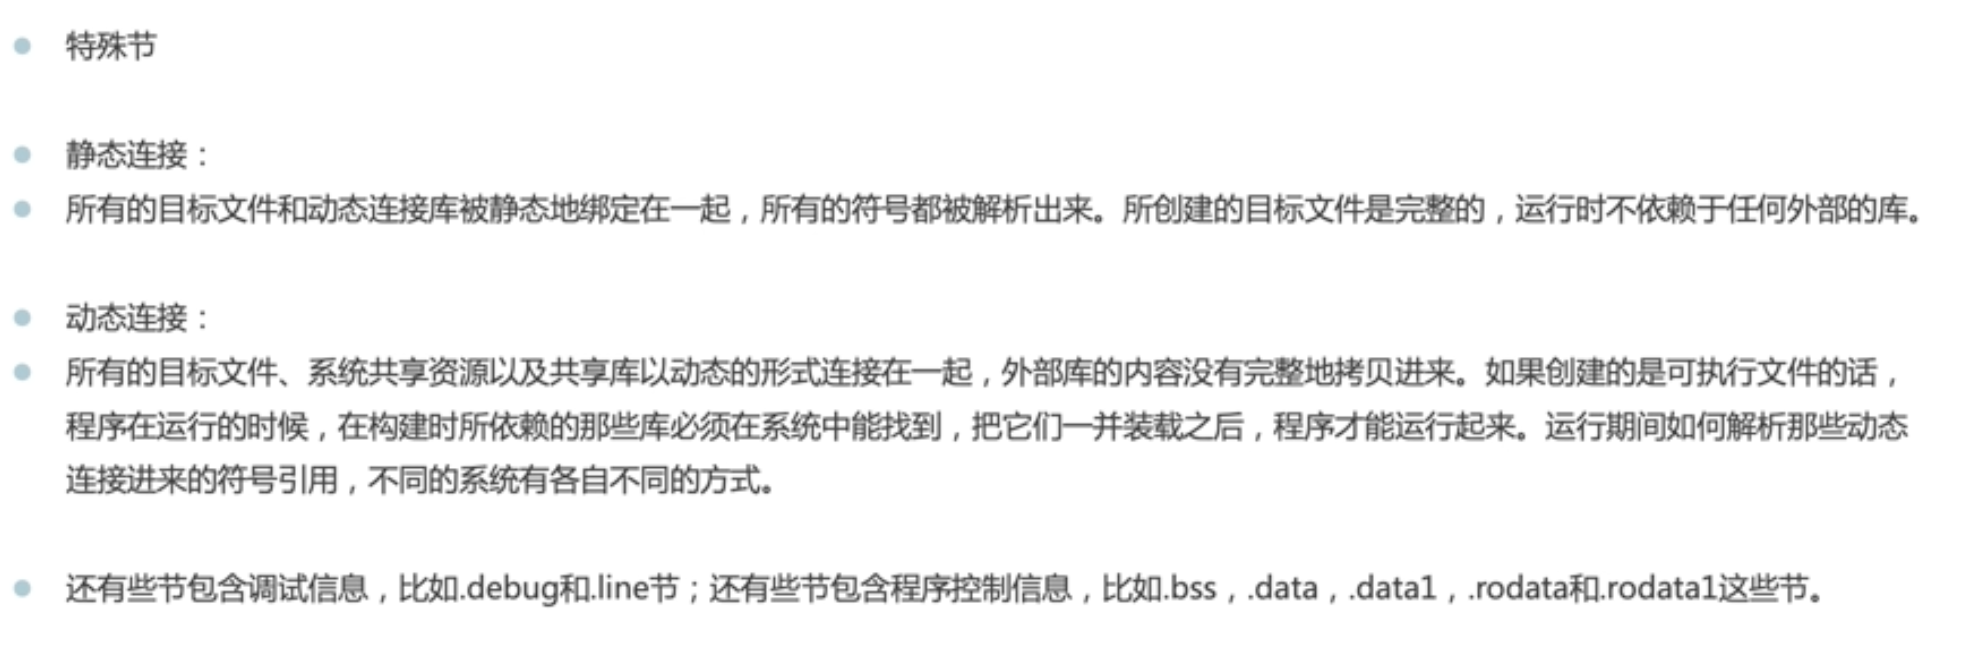 特殊节
静态连接：
所有的目标文件和动态连接库被静态地绑定在一起，所有的符号都被解析出来。所创建的目标文件是完整的，运行时不依赖于任何外部的库。
动态连接：
所有的目标文件、系统共享资源以及共享库以动态的形式连接在一起，外部库的内容没有完整地拷贝进来。如果创建的是可执行文件的话，
程序在运行的时候，在构建时所依赖的那些库必须在系统中能找到，把它们一并装载之后，程序才能运行起来。运行期间如何解析那些动态
连接进来的符号引用，不同的系统有各自不同的方式。
还有些节包含调试信息，比如.debug和.line节；还有些节包含程序控制信息，比如.bss，.data，.data1，.rodata和.rodata1这些节。